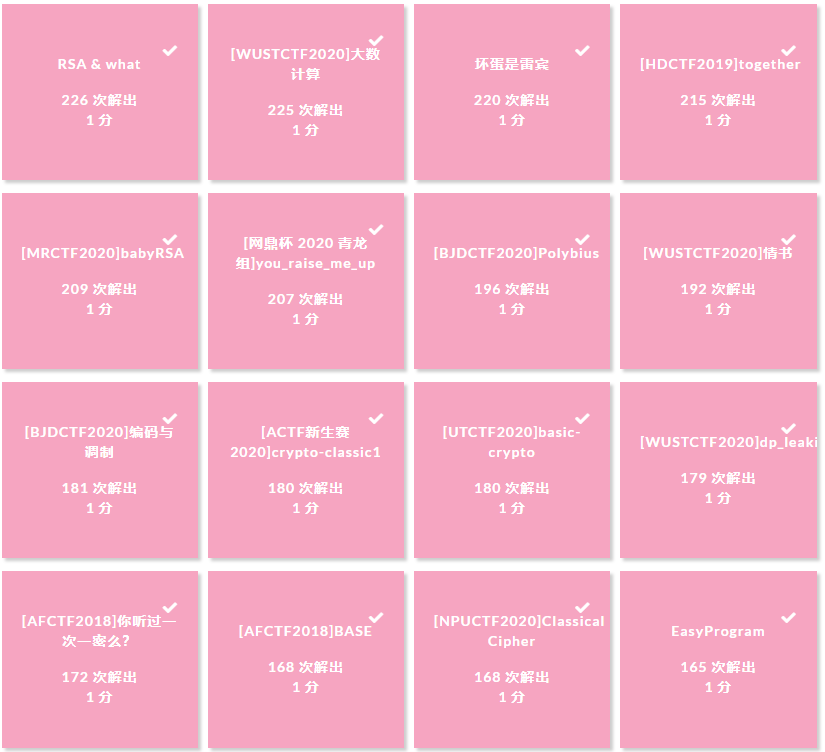 RSA & what
226 次解出
1 分
[WUSTCTF2020]大数
计算
225 次解出
1 分
坏蛋是雷宾
220 次解出
1 分
[HDCTF2019]together
215 次解出
1 分
[MRCTF2020]babyRSA
209 次解出
1 分
[网鼎杯 2020 青龙
组]you_raise_me_up
207 次解出
1 分
[BJDCTF2020]Polybius
196 次解出
1 分
[WUSTCTF2020]情书
192 次解出
1 分
[BJDCTF2020]编码与
调制
181 次解出
1 分
[ACTF新生赛
2020]crypto-classic1
180 次解出
1 分
[UTCTF2020]basic-
crypto
180 次解出
1 分
[WUSTCTF2020]dp_leaki
179 次解出
1 分
[AFCTF2018]你听过一
次一密么?
172 次解出
1 分
[AFCTF2018]BASE
168 次解出
1 分
[NPUCTF2020]Classical
Cipher
168 次解出
1 分
EasyProgram
165 次解出
1 分